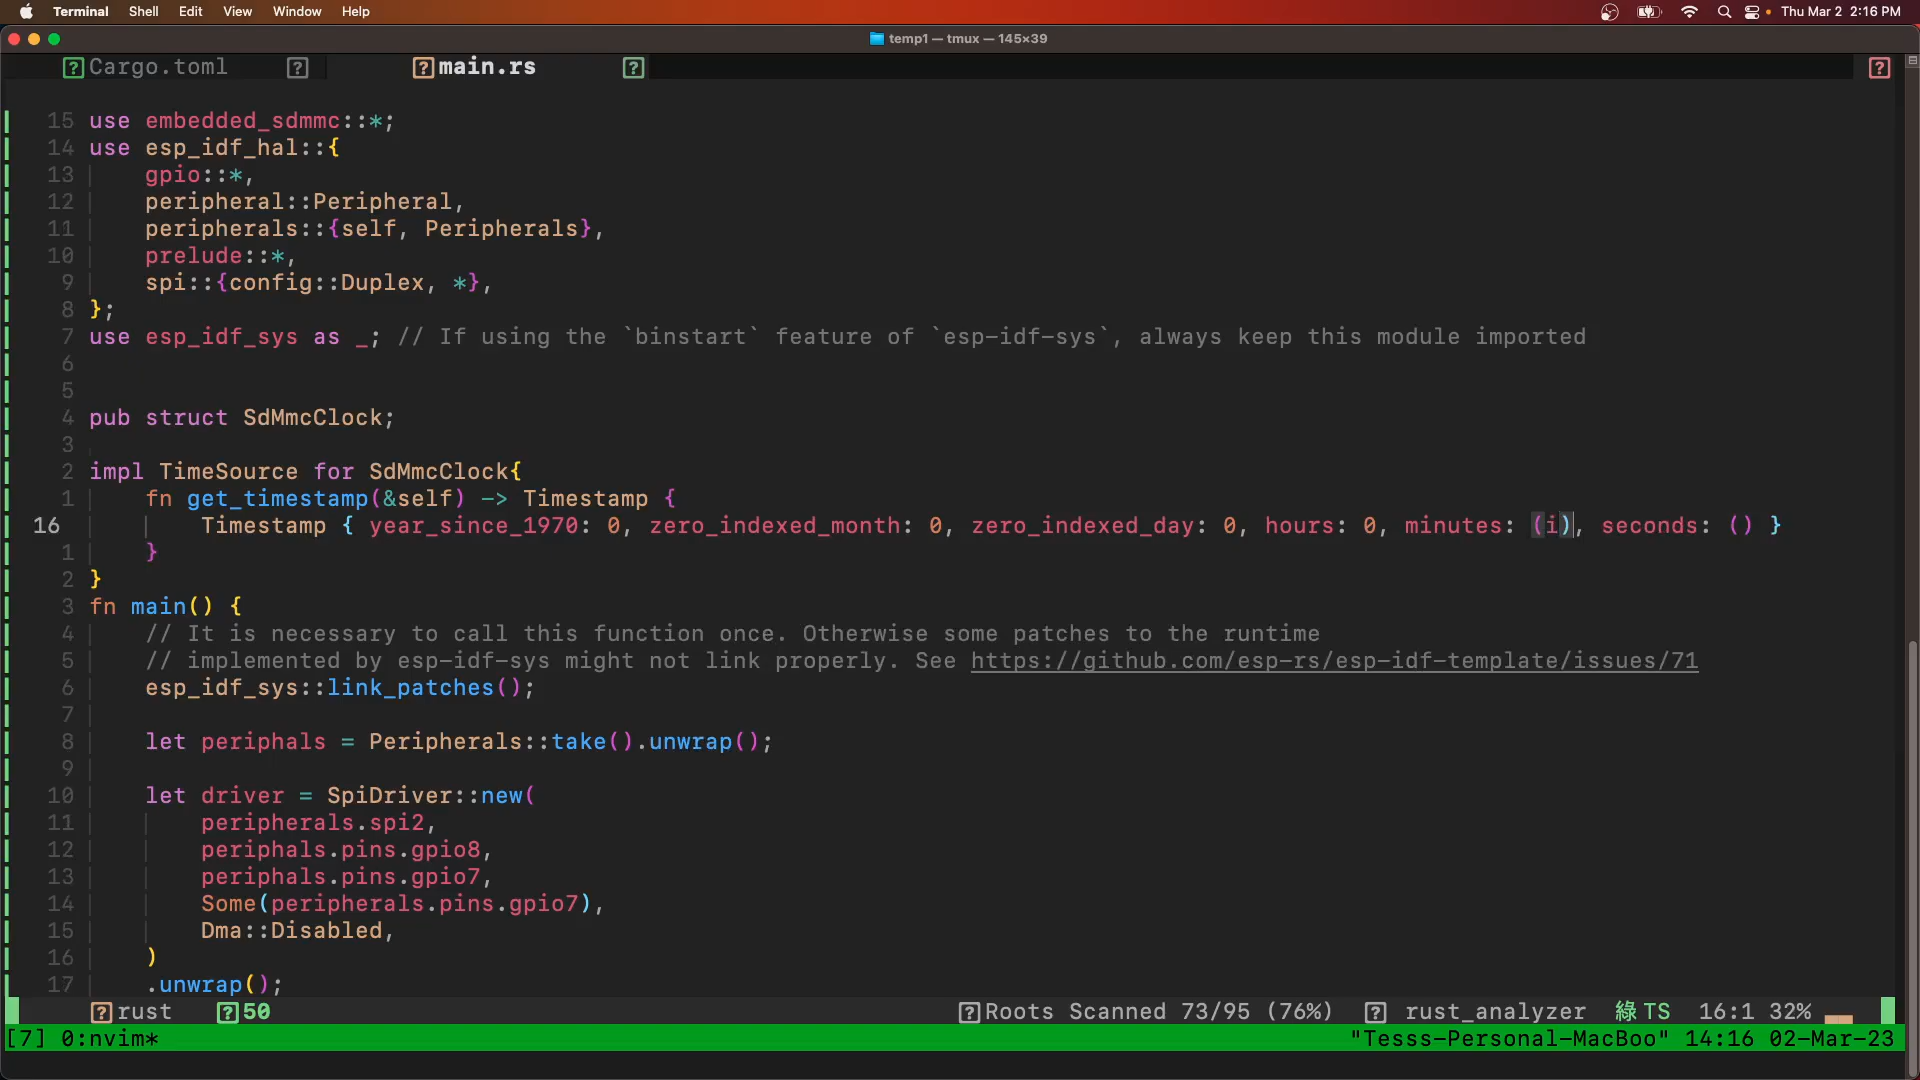 Terminal Shell Edit View Window Help Thu Mar 2 2:16 PM
temp1 — tmux — 145×39
Cargo.toml main.rs
15 use embedded_sdmmc::*;
14 use esp_idf_hal::{
13 gpio::*,
12 peripheral::Peripheral,
11 peripherals::{self, Peripherals},
10 prelude::*,
9 spi::{config::Duplex, *},
8 };
7 use esp_idf_sys as _; // If using the `binstart` feature of `esp-idf-sys`, always keep this module imported
6
5
4 pub struct SdMmcClock;
3
2 impl TimeSource for SdMmcClock{
1 fn get_timestamp(&self) -> Timestamp {
16 Timestamp { year_since_1970: 0, zero_indexed_month: 0, zero_indexed_day: 0, hours: 0, minutes: (i), seconds: () }
1 }
2 }
3 fn main() {
4 // It is necessary to call this function once. Otherwise some patches to the runtime
5 // implemented by esp-idf-sys might not link properly. See https://github.com/esp-rs/esp-idf-template/issues/71
6 esp_idf_sys::link_patches();
7
8 let periphals = Peripherals::take().unwrap();
9
10 let driver = SpiDriver::new(
11 peripherals.spi2,
12 periphals.pins.gpio8,
13 periphals.pins.gpio7,
14 Some(peripherals.pins.gpio7),
15 Dma::Disabled,
16 )
17 .unwrap();
rust 50 Roots Scanned 73/95 (76%) rust_analyzer 綠 TS 16:1 32%
[7] 0:nvim* "Tesss-Personal-MacBoo" 14:16 02-Mar-23